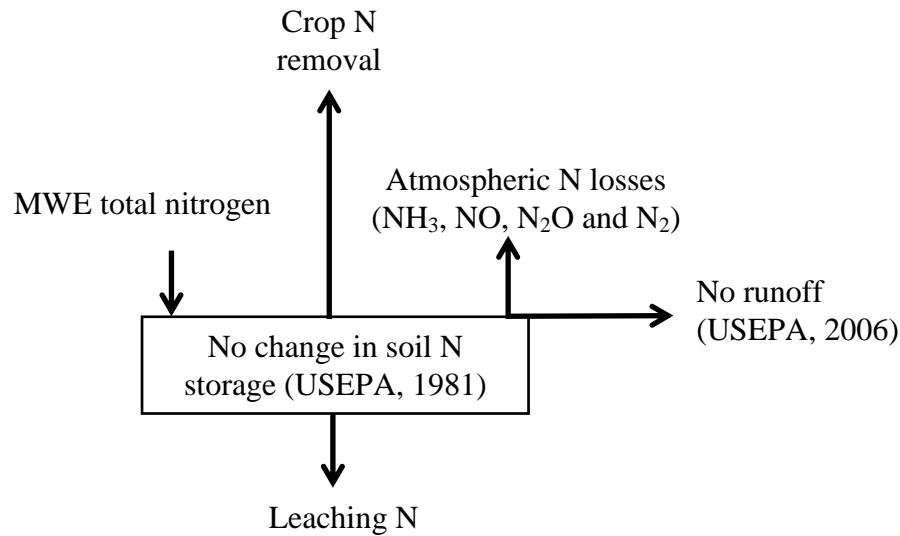 Crop N
removal
MWE total nitrogen
Atmospheric N losses
(NH₃, NO, N₂O and N₂)
No runoff
(USEPA, 2006)
No change in soil N
storage (USEPA, 1981)
Leaching N